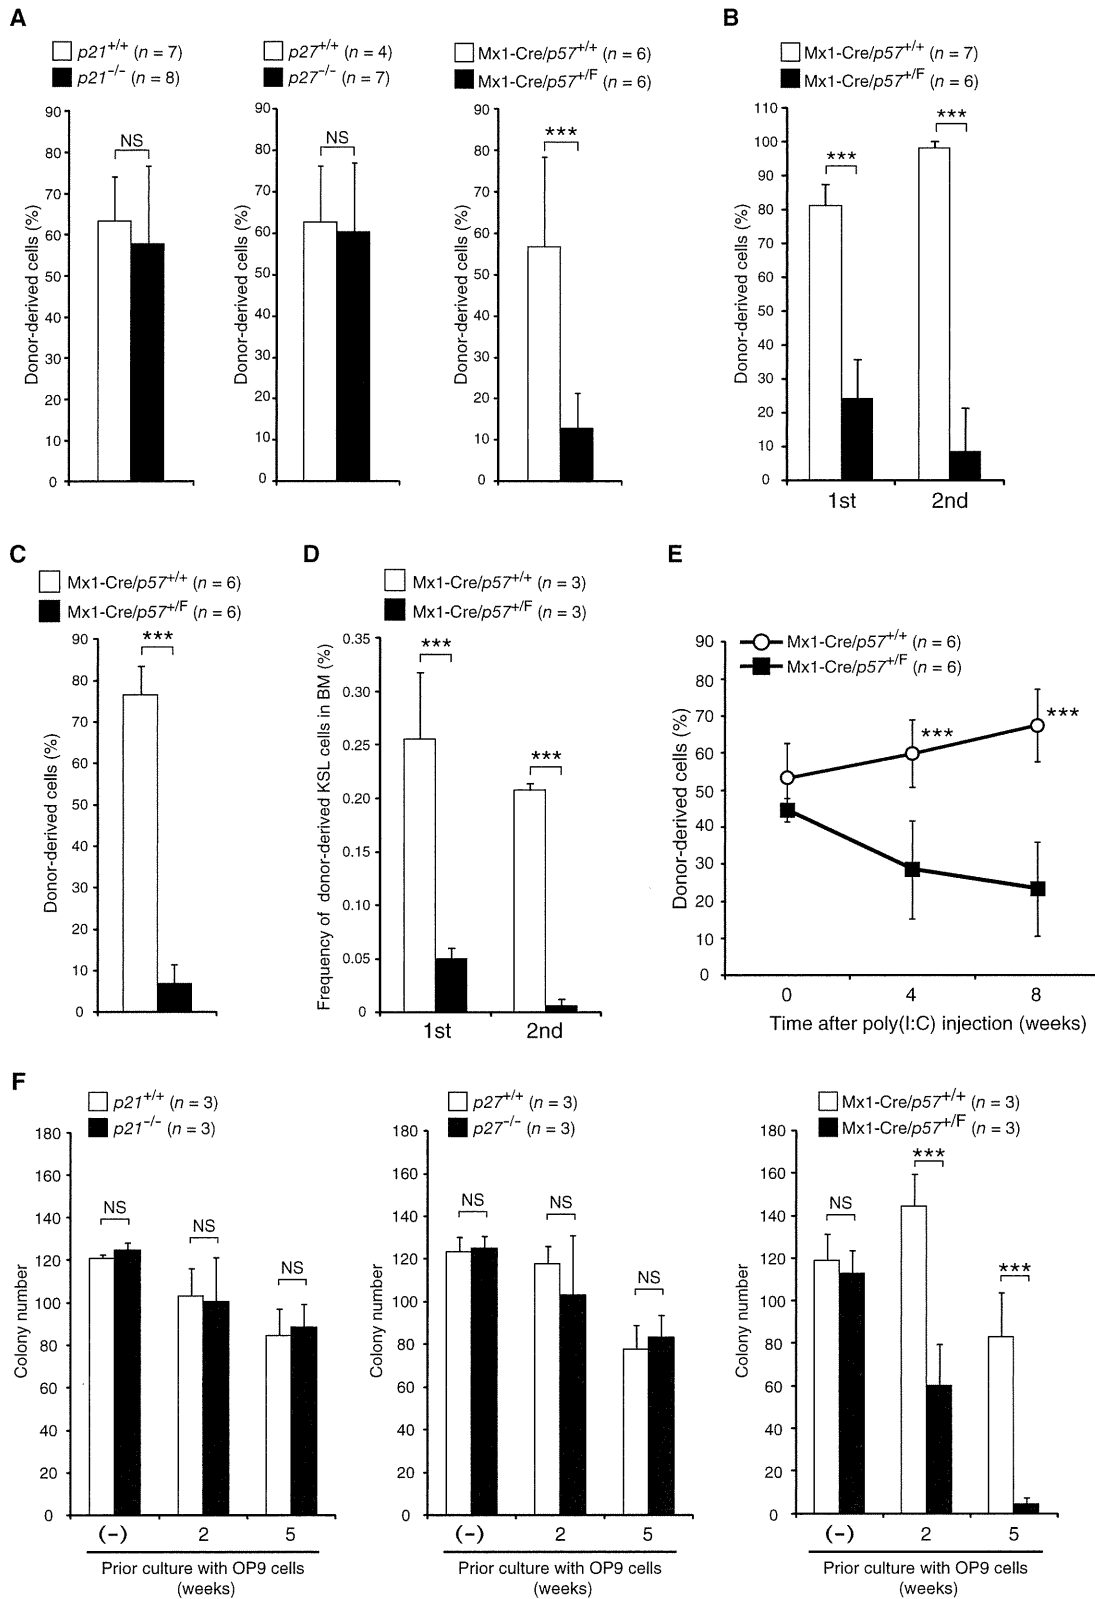 A
p21+/+ (n = 7)
p21−/− (n = 8)
p27+/+ (n = 4)
p27−/− (n = 7)
Mx1-Cre/p57+/+ (n = 6)
Mx1-Cre/p57+/F (n = 6)
Donor-derived cells (%)
90
80
70
60
50
40
30
20
10
0
NS
Donor-derived cells (%)
90
80
70
60
50
40
30
20
10
0
NS
Donor-derived cells (%)
90
80
70
60
50
40
30
20
10
0
***
B
Mx1-Cre/p57+/+ (n = 7)
Mx1-Cre/p57+/F (n = 6)
Donor-derived cells (%)
110
100
90
80
70
60
50
40
30
20
10
0
***
***
1st 2nd
C
Mx1-Cre/p57+/+ (n = 6)
Mx1-Cre/p57+/F (n = 6)
Donor-derived cells (%)
90
80
70
60
50
40
30
20
10
0
***
D
Mx1-Cre/p57+/+ (n = 3)
Mx1-Cre/p57+/F (n = 3)
Frequency of donor-derived KSL cells in BM (%)
0.35
0.30
0.25
0.20
0.15
0.10
0.05
0
***
***
1st 2nd
E
Mx1-Cre/p57+/+ (n = 6)
Mx1-Cre/p57+/F (n = 6)
Donor-derived cells (%)
90
80
70
60
50
40
30
20
10
0
***
***
0 4 8
Time after poly(I:C) injection (weeks)
F
p21+/+ (n = 3)
p21−/− (n = 3)
Colony number
180
160
140
120
100
80
60
40
20
0
NS
NS
NS
(−) 2 5
Prior culture with OP9 cells
(weeks)
p27+/+ (n = 3)
p27−/− (n = 3)
Colony number
180
160
140
120
100
80
60
40
20
0
NS
NS
NS
(−) 2 5
Prior culture with OP9 cells
(weeks)
Mx1-Cre/p57+/+ (n = 3)
Mx1-Cre/p57+/F (n = 3)
Colony number
180
160
140
120
100
80
60
40
20
0
NS
***
***
(−) 2 5
Prior culture with OP9 cells
(weeks)